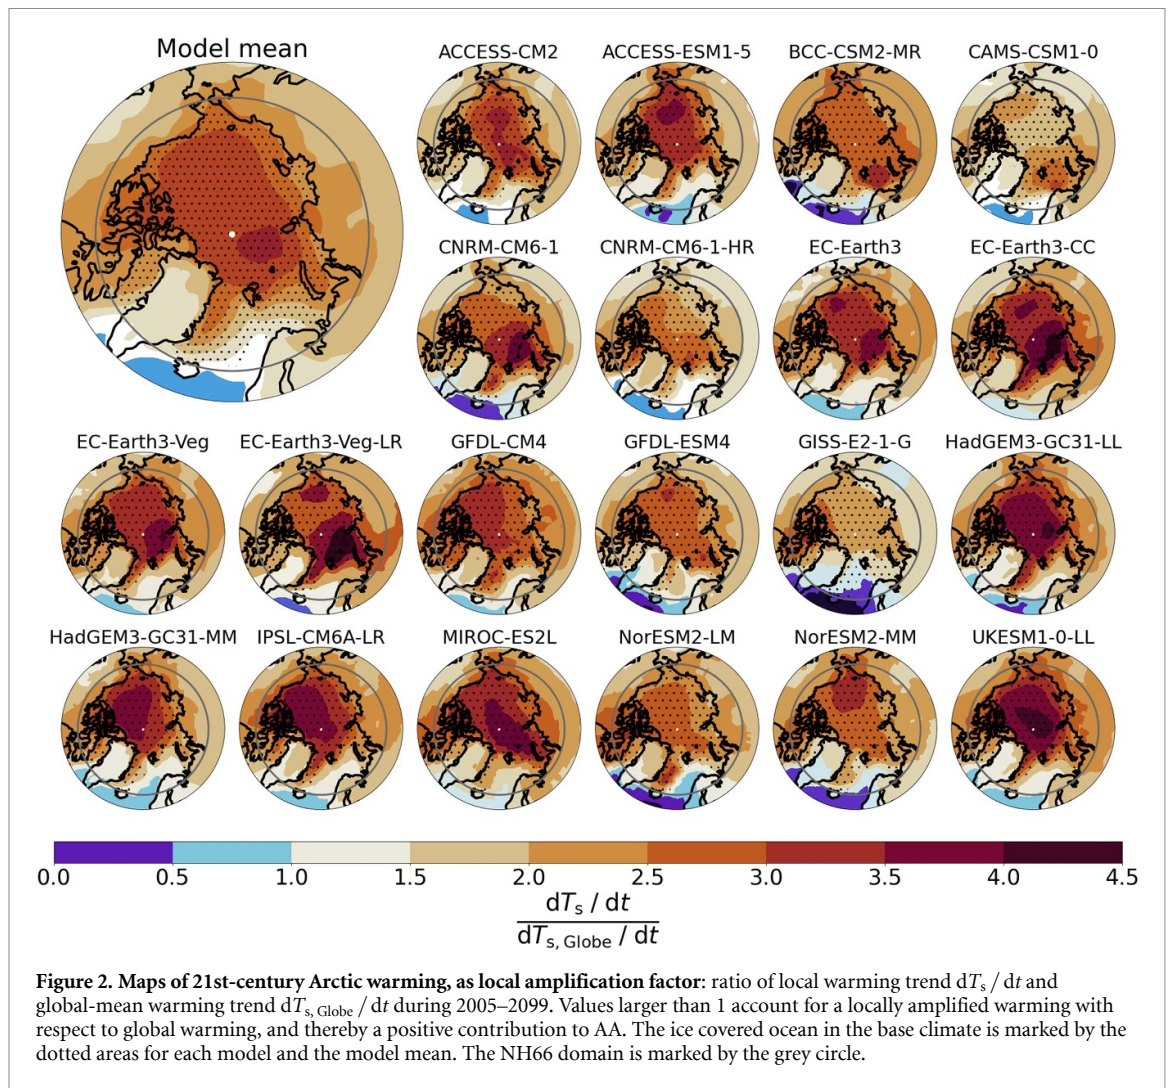 Model mean
ACCESS-CM2
ACCESS-ESM1-5
BCC-CSM2-MR
CAMS-CSM1-0
CNRM-CM6-1
CNRM-CM6-1-HR
EC-Earth3
EC-Earth3-CC
EC-Earth3-Veg
EC-Earth3-Veg-LR
GFDL-CM4
GFDL-ESM4
GISS-E2-1-G
HadGEM3-GC31-LL
HadGEM3-GC31-MM
IPSL-CM6A-LR
MIROC-ES2L
NorESM2-LM
NorESM2-MM
UKESM1-0-LL
0.0 0.5 1.0 1.5 2.0 2.5 3.0 3.5 4.0 4.5
dTs / dt
dTs, Globe / dt
Figure 2. Maps of 21st-century Arctic warming, as local amplification factor: ratio of local warming trend dTs / dt and
global-mean warming trend dTs, Globe / dt during 2005–2099. Values larger than 1 account for a locally amplified warming with
respect to global warming, and thereby a positive contribution to AA. The ice covered ocean in the base climate is marked by the
dotted areas for each model and the model mean. The NH66 domain is marked by the grey circle.